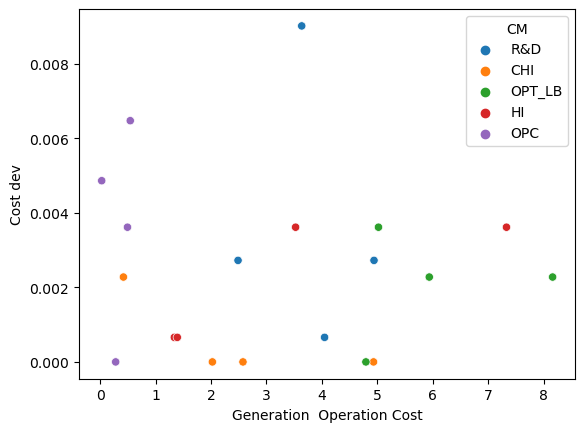 CM
R&D
CHI
OPT_LB
HI
OPC
0.008
0.006
0.004
0.002
0.000
Cost dev
0 1 2 3 4 5 6 7 8
Generation  Operation Cost